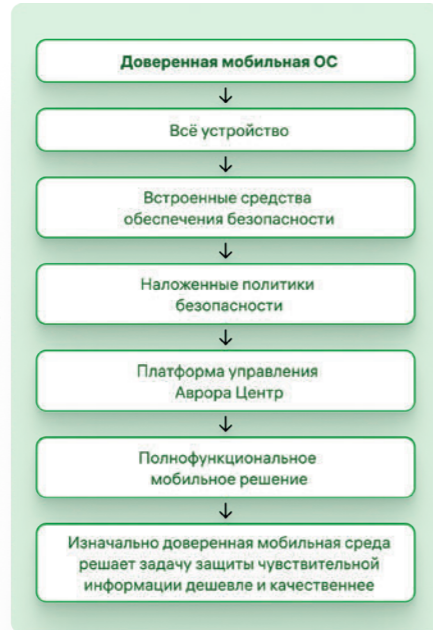 Доверенная мобильная ОС
Всё устройство
Встроенные средства
обеспечения безопасности
Наложенные политики
безопасности
Платформа управления
Аврора Центр
Полнофункциональное
мобильное решение
Изначально доверенная мобильная среда
решает задачу защиты чувствительной
информации дешевле и качественнее